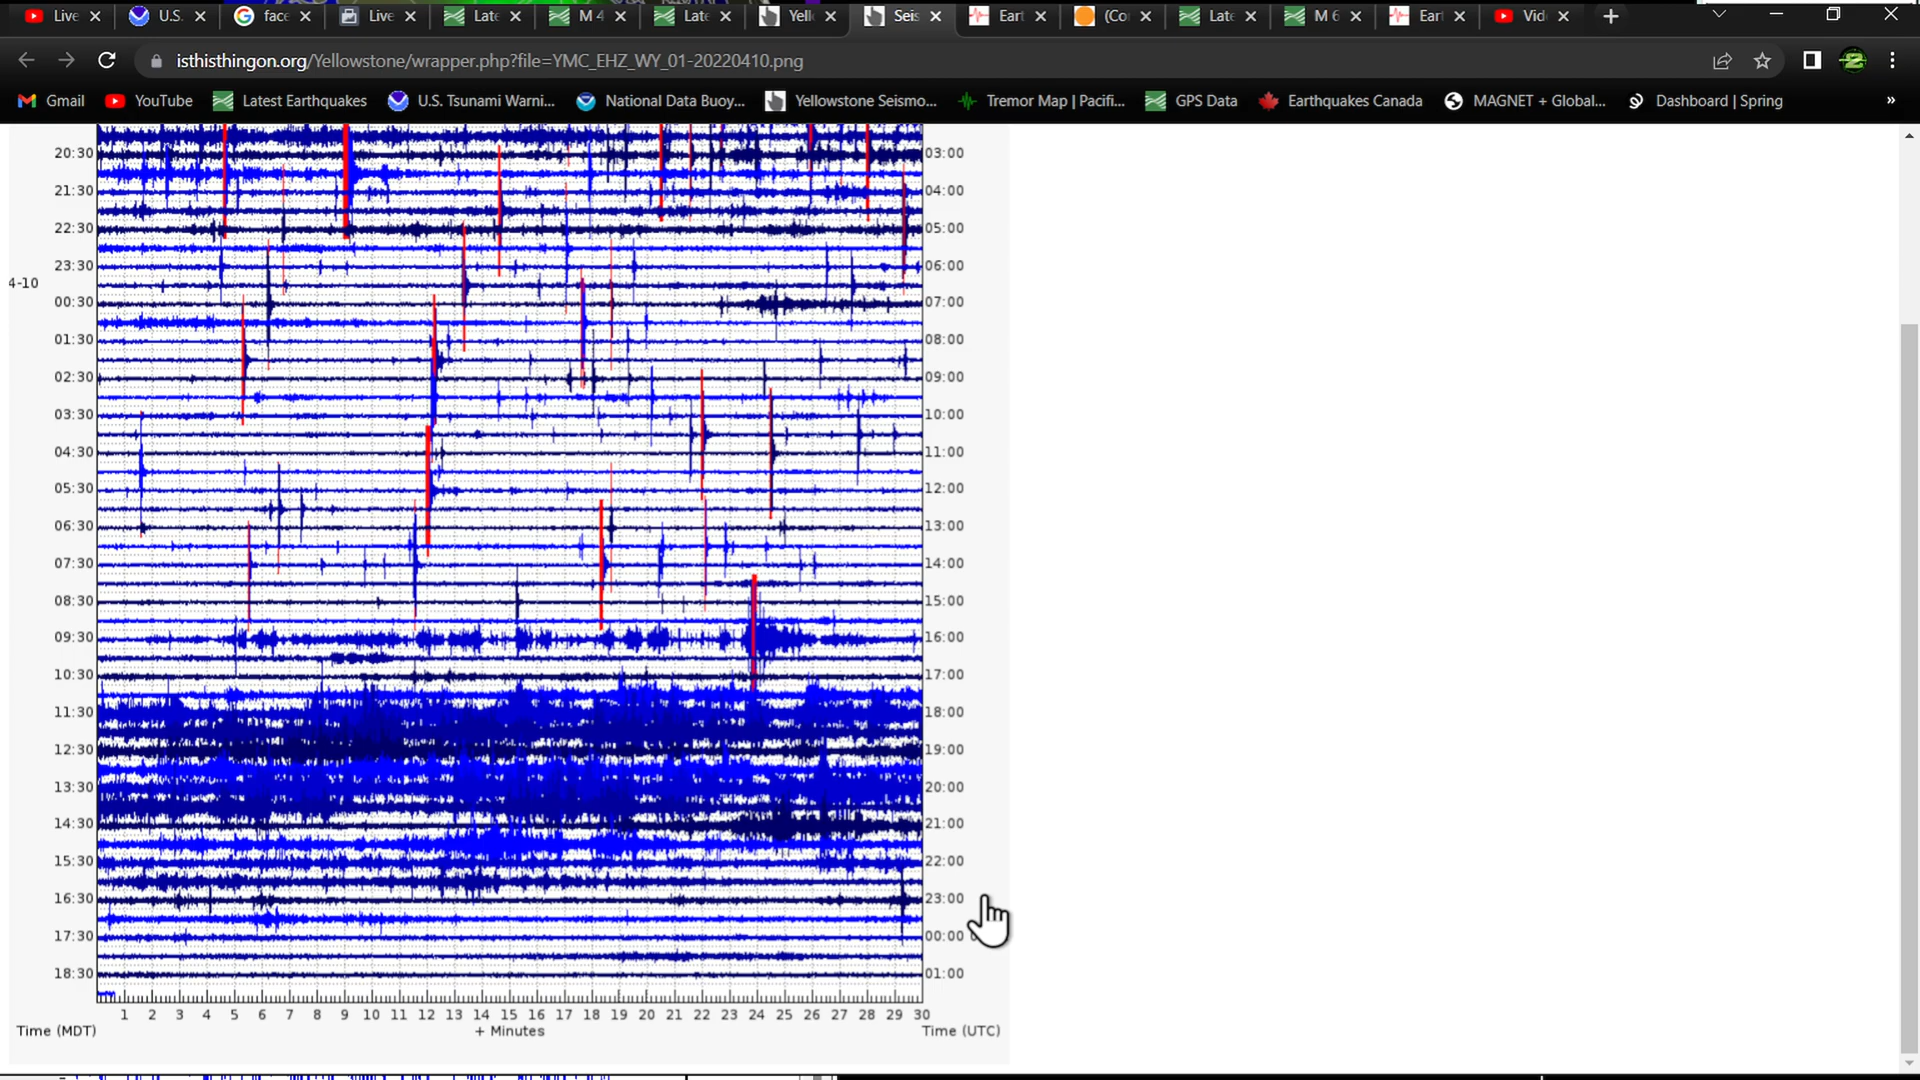 Live
U.S.
face
Live
Late
M 4
Late
Yell
Seis
Eart
(Co
Late
M 6
Eart
Vid
isthisthingon.org/Yellowstone/wrapper.php?file=YMC_EHZ_WY_01-20220410.png
Gmail
YouTube
Latest Earthquakes
U.S. Tsunami Warni...
National Data Buoy...
Yellowstone Seismo...
Tremor Map | Pacifi...
GPS Data
Earthquakes Canada
MAGNET + Global...
Dashboard | Spring
»
20:30 03:00
21:30 04:00
22:30 05:00
23:30 06:00
4-10
00:30 07:00
01:30 08:00
02:30 09:00
03:30 10:00
04:30 11:00
05:30 12:00
06:30 13:00
07:30 14:00
08:30 15:00
09:30 16:00
10:30 17:00
11:30 18:00
12:30 19:00
13:30 20:00
14:30 21:00
15:30 22:00
16:30 23:00
17:30 00:00
18:30 01:00
1 2 3 4 5 6 7 8 9 10 11 12 13 14 15 16 17 18 19 20 21 22 23 24 25 26 27 28 29 30
Time (MDT) + Minutes Time (UTC)